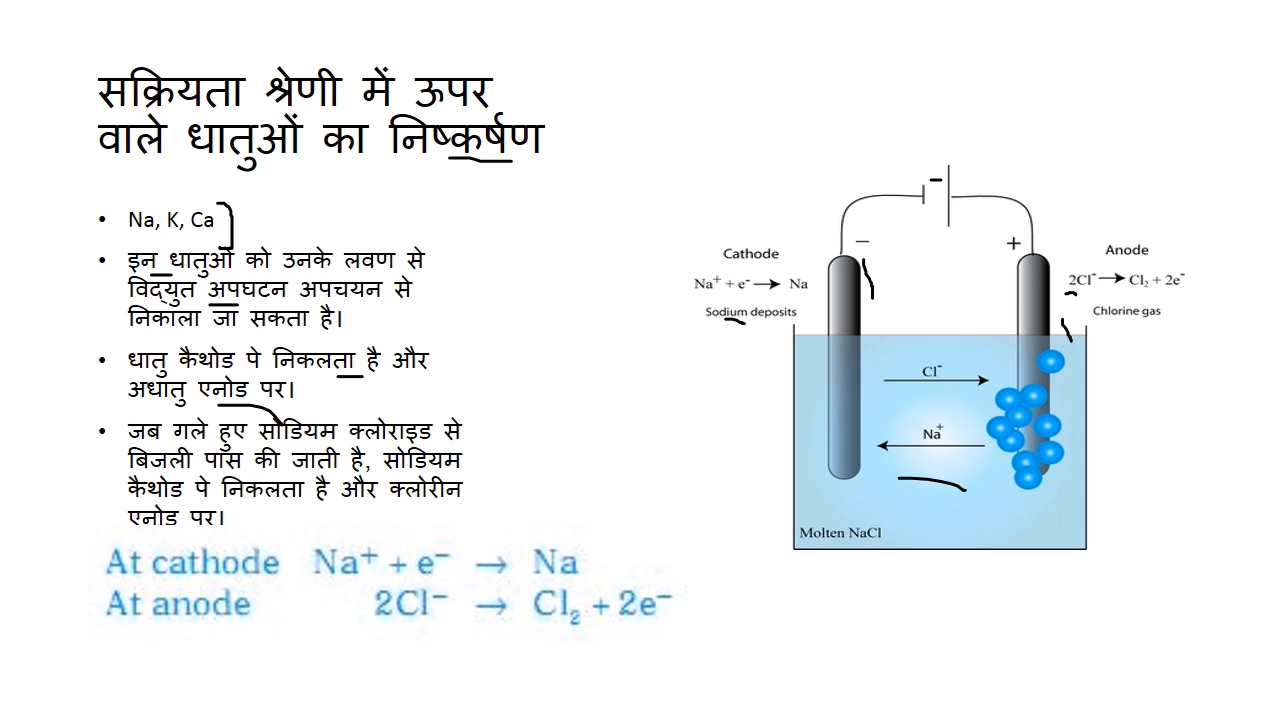 सक्रियता श्रेणी में ऊपर
वाले धातुओं का निष्कर्षण
• Na, K, Ca
• इन धातुओं को उनके लवण से
विद्युत अपघटन अपचयन से
निकाला जा सकता है।
• धातु कैथोड पे निकलता है और
अधातु एनोड पर।
• जब गले हुए सोडियम क्लोराइड से
बिजली पास की जाती है, सोडियम
कैथोड पे निकलता है और क्लोरीन
एनोड पर।
At cathode Na⁺ + e⁻ → Na
At anode 2Cl⁻ → Cl₂ + 2e⁻
Cathode
Na⁺ + e⁻ → Na
Sodium deposits
−
+
Anode
2Cl⁻ → Cl₂ + 2e⁻
Chlorine gas
Cl⁻
Na⁺
Molten NaCl